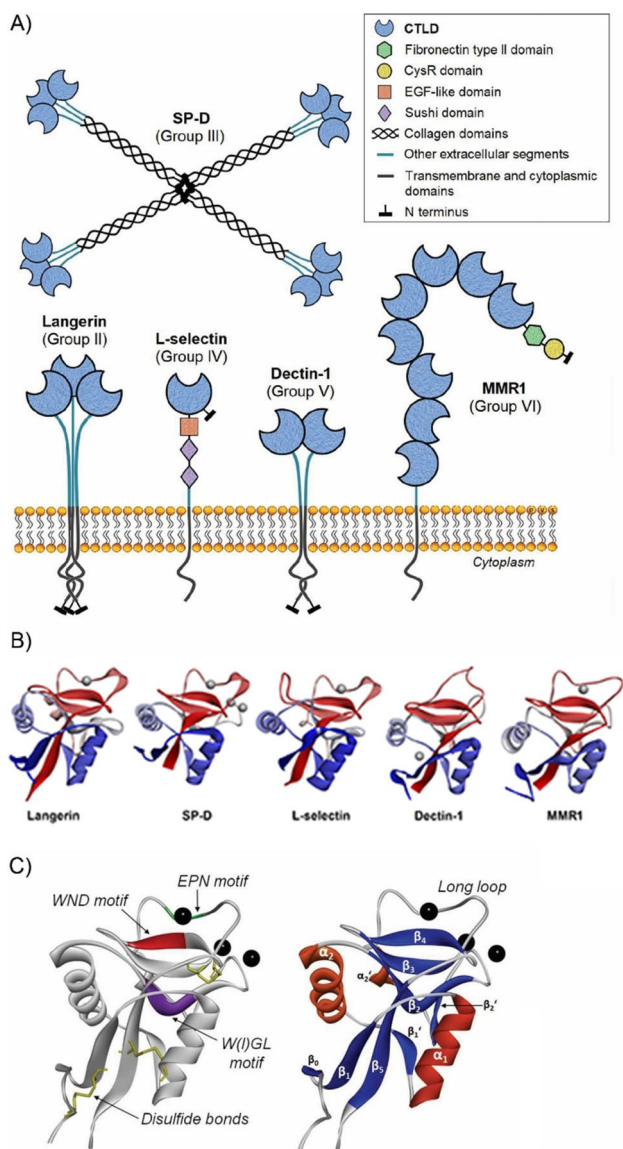 A)
CTLD
Fibronectin type II domain
CysR domain
EGF-like domain
Sushi domain
Collagen domains
Other extracellular segments
Transmembrane and cytoplasmic
domains
N terminus
SP-D
(Group III)
Langerin
(Group II)
L-selectin
(Group IV)
Dectin-1
(Group V)
MMR1
(Group VI)
Cytoplasm
B)
Langerin
SP-D
L-selectin
Dectin-1
MMR1
C)
EPN motif
WND motif
W(I)GL
motif
Disulfide bonds
Long loop
β4
β3
α2
α2'
β2
β2'
β1'
α1
β0
β1
β5